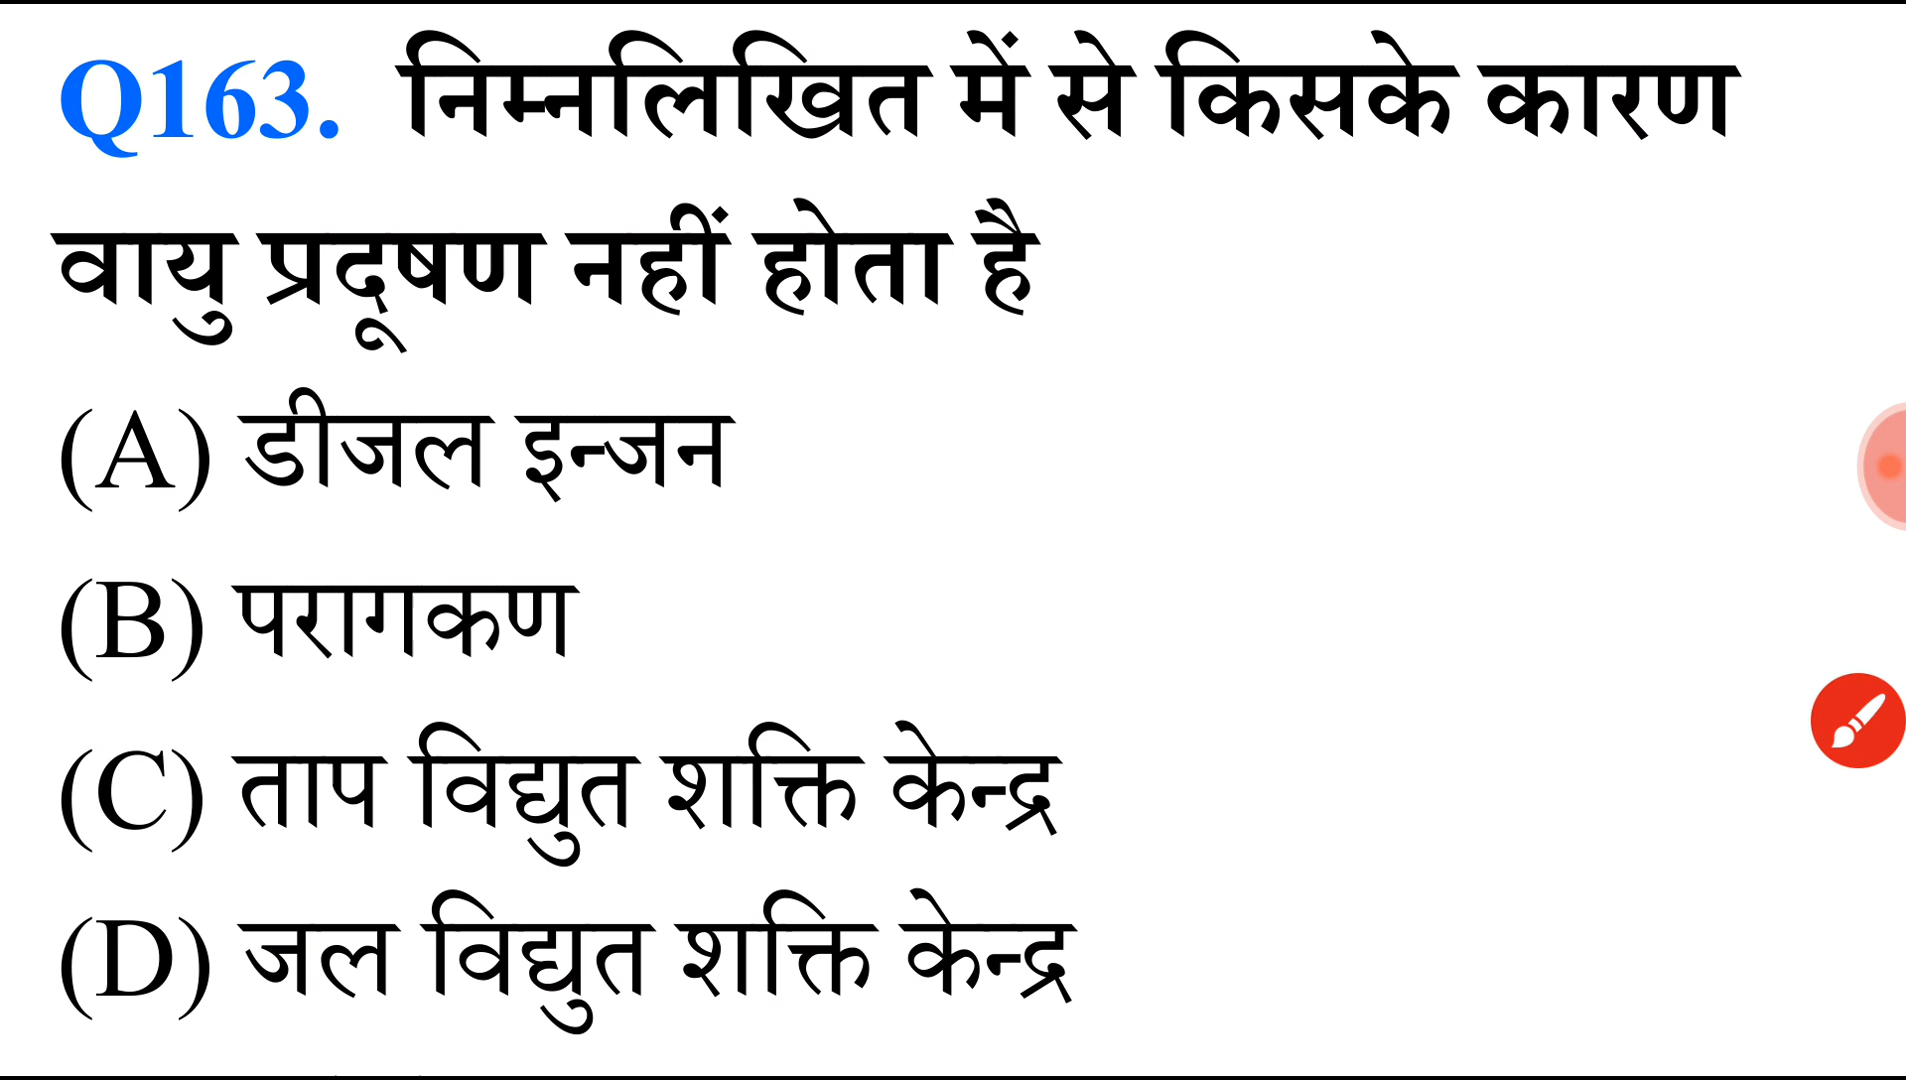 Q163. निम्नलिखित में से किसके कारण
वायु प्रदूषण नहीं होता है
(A) डीजल इन्जन
(B) परागकण
(C) ताप विद्युत शक्ति केन्द्र
(D) जल विद्युत शक्ति केन्द्र